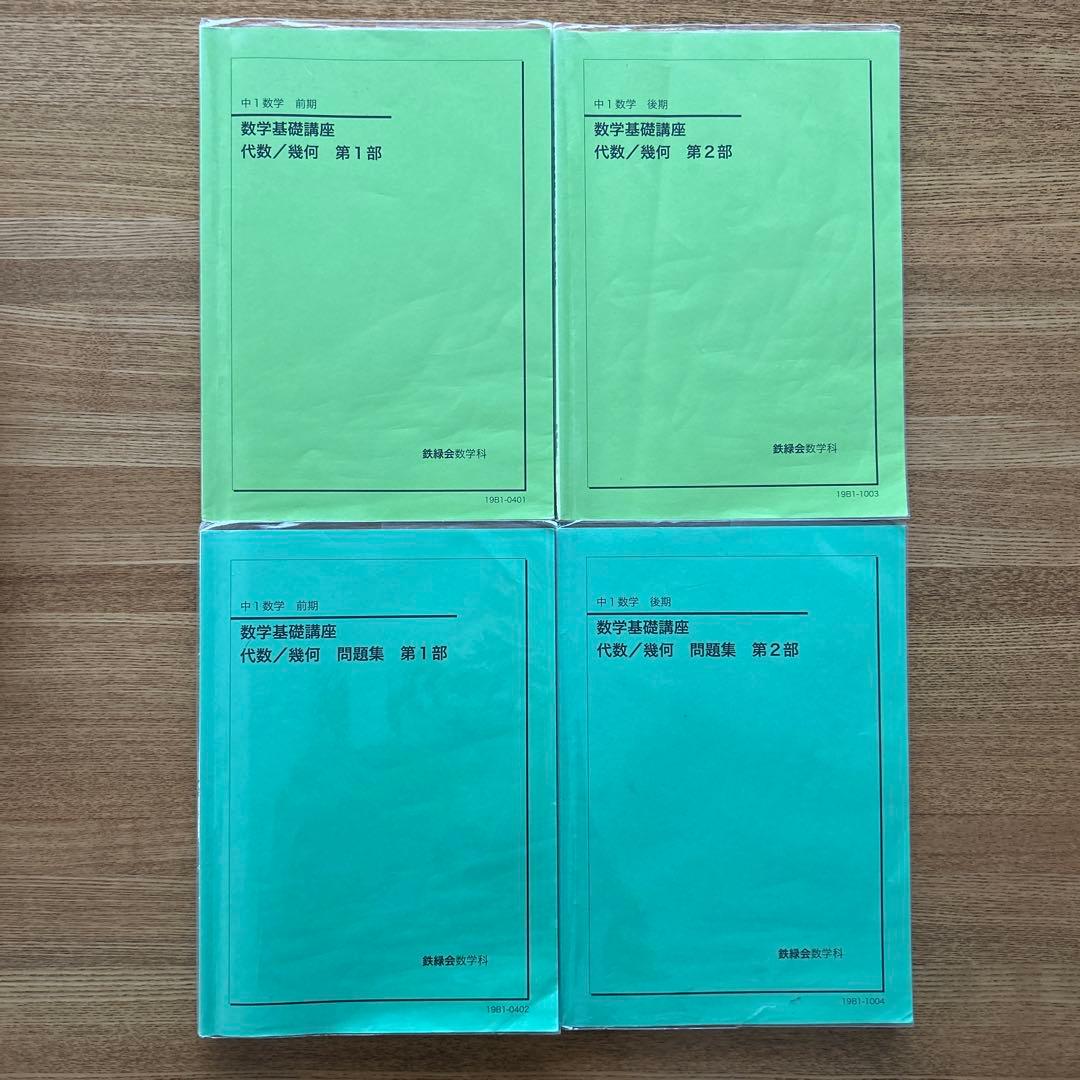 中1数学　前期
数学基礎講座
代数／幾何　第1部
鉄緑会数学科
19B1-0401
中1数学　後期
数学基礎講座
代数／幾何　第2部
鉄緑会数学科
19B1-1003
中1数学　前期
数学基礎講座
代数／幾何　問題集　第1部
鉄緑会数学科
19B1-0402
中1数学　後期
数学基礎講座
代数／幾何　問題集　第2部
鉄緑会数学科
19B1-1004